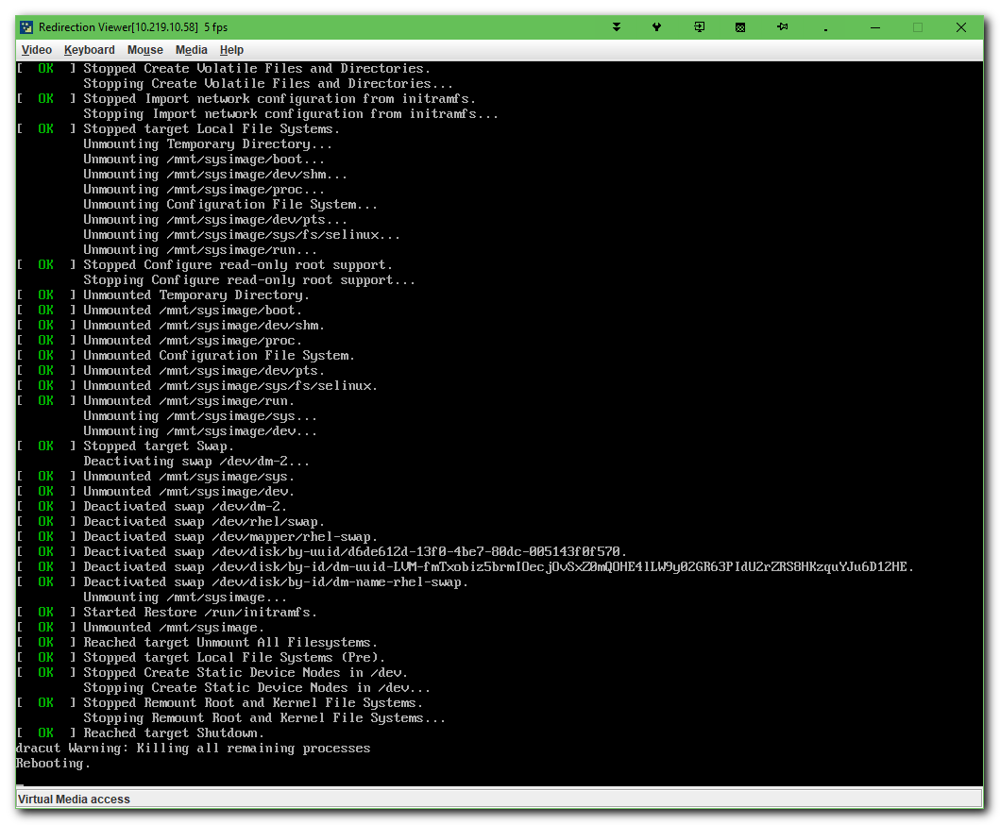 Redirection Viewer[10.219.10.58] 5 fps
Video Keyboard Mouse Media Help
[ OK ] Stopped Create Volatile Files and Directories.
Stopping Create Volatile Files and Directories...
[ OK ] Stopped Import network configuration from initramfs.
Stopping Import network configuration from initramfs...
[ OK ] Stopped target Local File Systems.
Unmounting Temporary Directory...
Unmounting /mnt/sysimage/boot...
Unmounting /mnt/sysimage/dev/shm...
Unmounting /mnt/sysimage/proc...
Unmounting Configuration File System...
Unmounting /mnt/sysimage/dev/pts...
Unmounting /mnt/sysimage/sys/fs/selinux...
Unmounting /mnt/sysimage/run...
[ OK ] Stopped Configure read-only root support.
Stopping Configure read-only root support...
[ OK ] Unmounted Temporary Directory.
[ OK ] Unmounted /mnt/sysimage/boot.
[ OK ] Unmounted /mnt/sysimage/dev/shm.
[ OK ] Unmounted /mnt/sysimage/proc.
[ OK ] Unmounted Configuration File System.
[ OK ] Unmounted /mnt/sysimage/dev/pts.
[ OK ] Unmounted /mnt/sysimage/sys/fs/selinux.
[ OK ] Unmounted /mnt/sysimage/run.
Unmounting /mnt/sysimage/sys...
Unmounting /mnt/sysimage/dev...
[ OK ] Stopped target Swap.
Deactivating swap /dev/dm-2...
[ OK ] Unmounted /mnt/sysimage/sys.
[ OK ] Unmounted /mnt/sysimage/dev.
[ OK ] Deactivated swap /dev/dm-2.
[ OK ] Deactivated swap /dev/rhel/swap.
[ OK ] Deactivated swap /dev/mapper/rhel-swap.
[ OK ] Deactivated swap /dev/disk/by-uuid/d6de612d-13f0-4be7-80dc-005143f0f570.
[ OK ] Deactivated swap /dev/disk/by-id/dm-uuid-LVM-fmTxobiz5brmIOecjOvSxZ0mQOHE4lLW9y02GR63PIdU2rZRS8HKzquYJu6D12HE.
[ OK ] Deactivated swap /dev/disk/by-id/dm-name-rhel-swap.
Unmounting /mnt/sysimage...
[ OK ] Started Restore /run/initramfs.
[ OK ] Unmounted /mnt/sysimage.
[ OK ] Reached target Unmount All Filesystems.
[ OK ] Stopped target Local File Systems (Pre).
[ OK ] Stopped Create Static Device Nodes in /dev.
Stopping Create Static Device Nodes in /dev...
[ OK ] Stopped Remount Root and Kernel File Systems.
Stopping Remount Root and Kernel File Systems...
[ OK ] Reached target Shutdown.
dracut Warning: Killing all remaining processes
Rebooting.
Virtual Media access